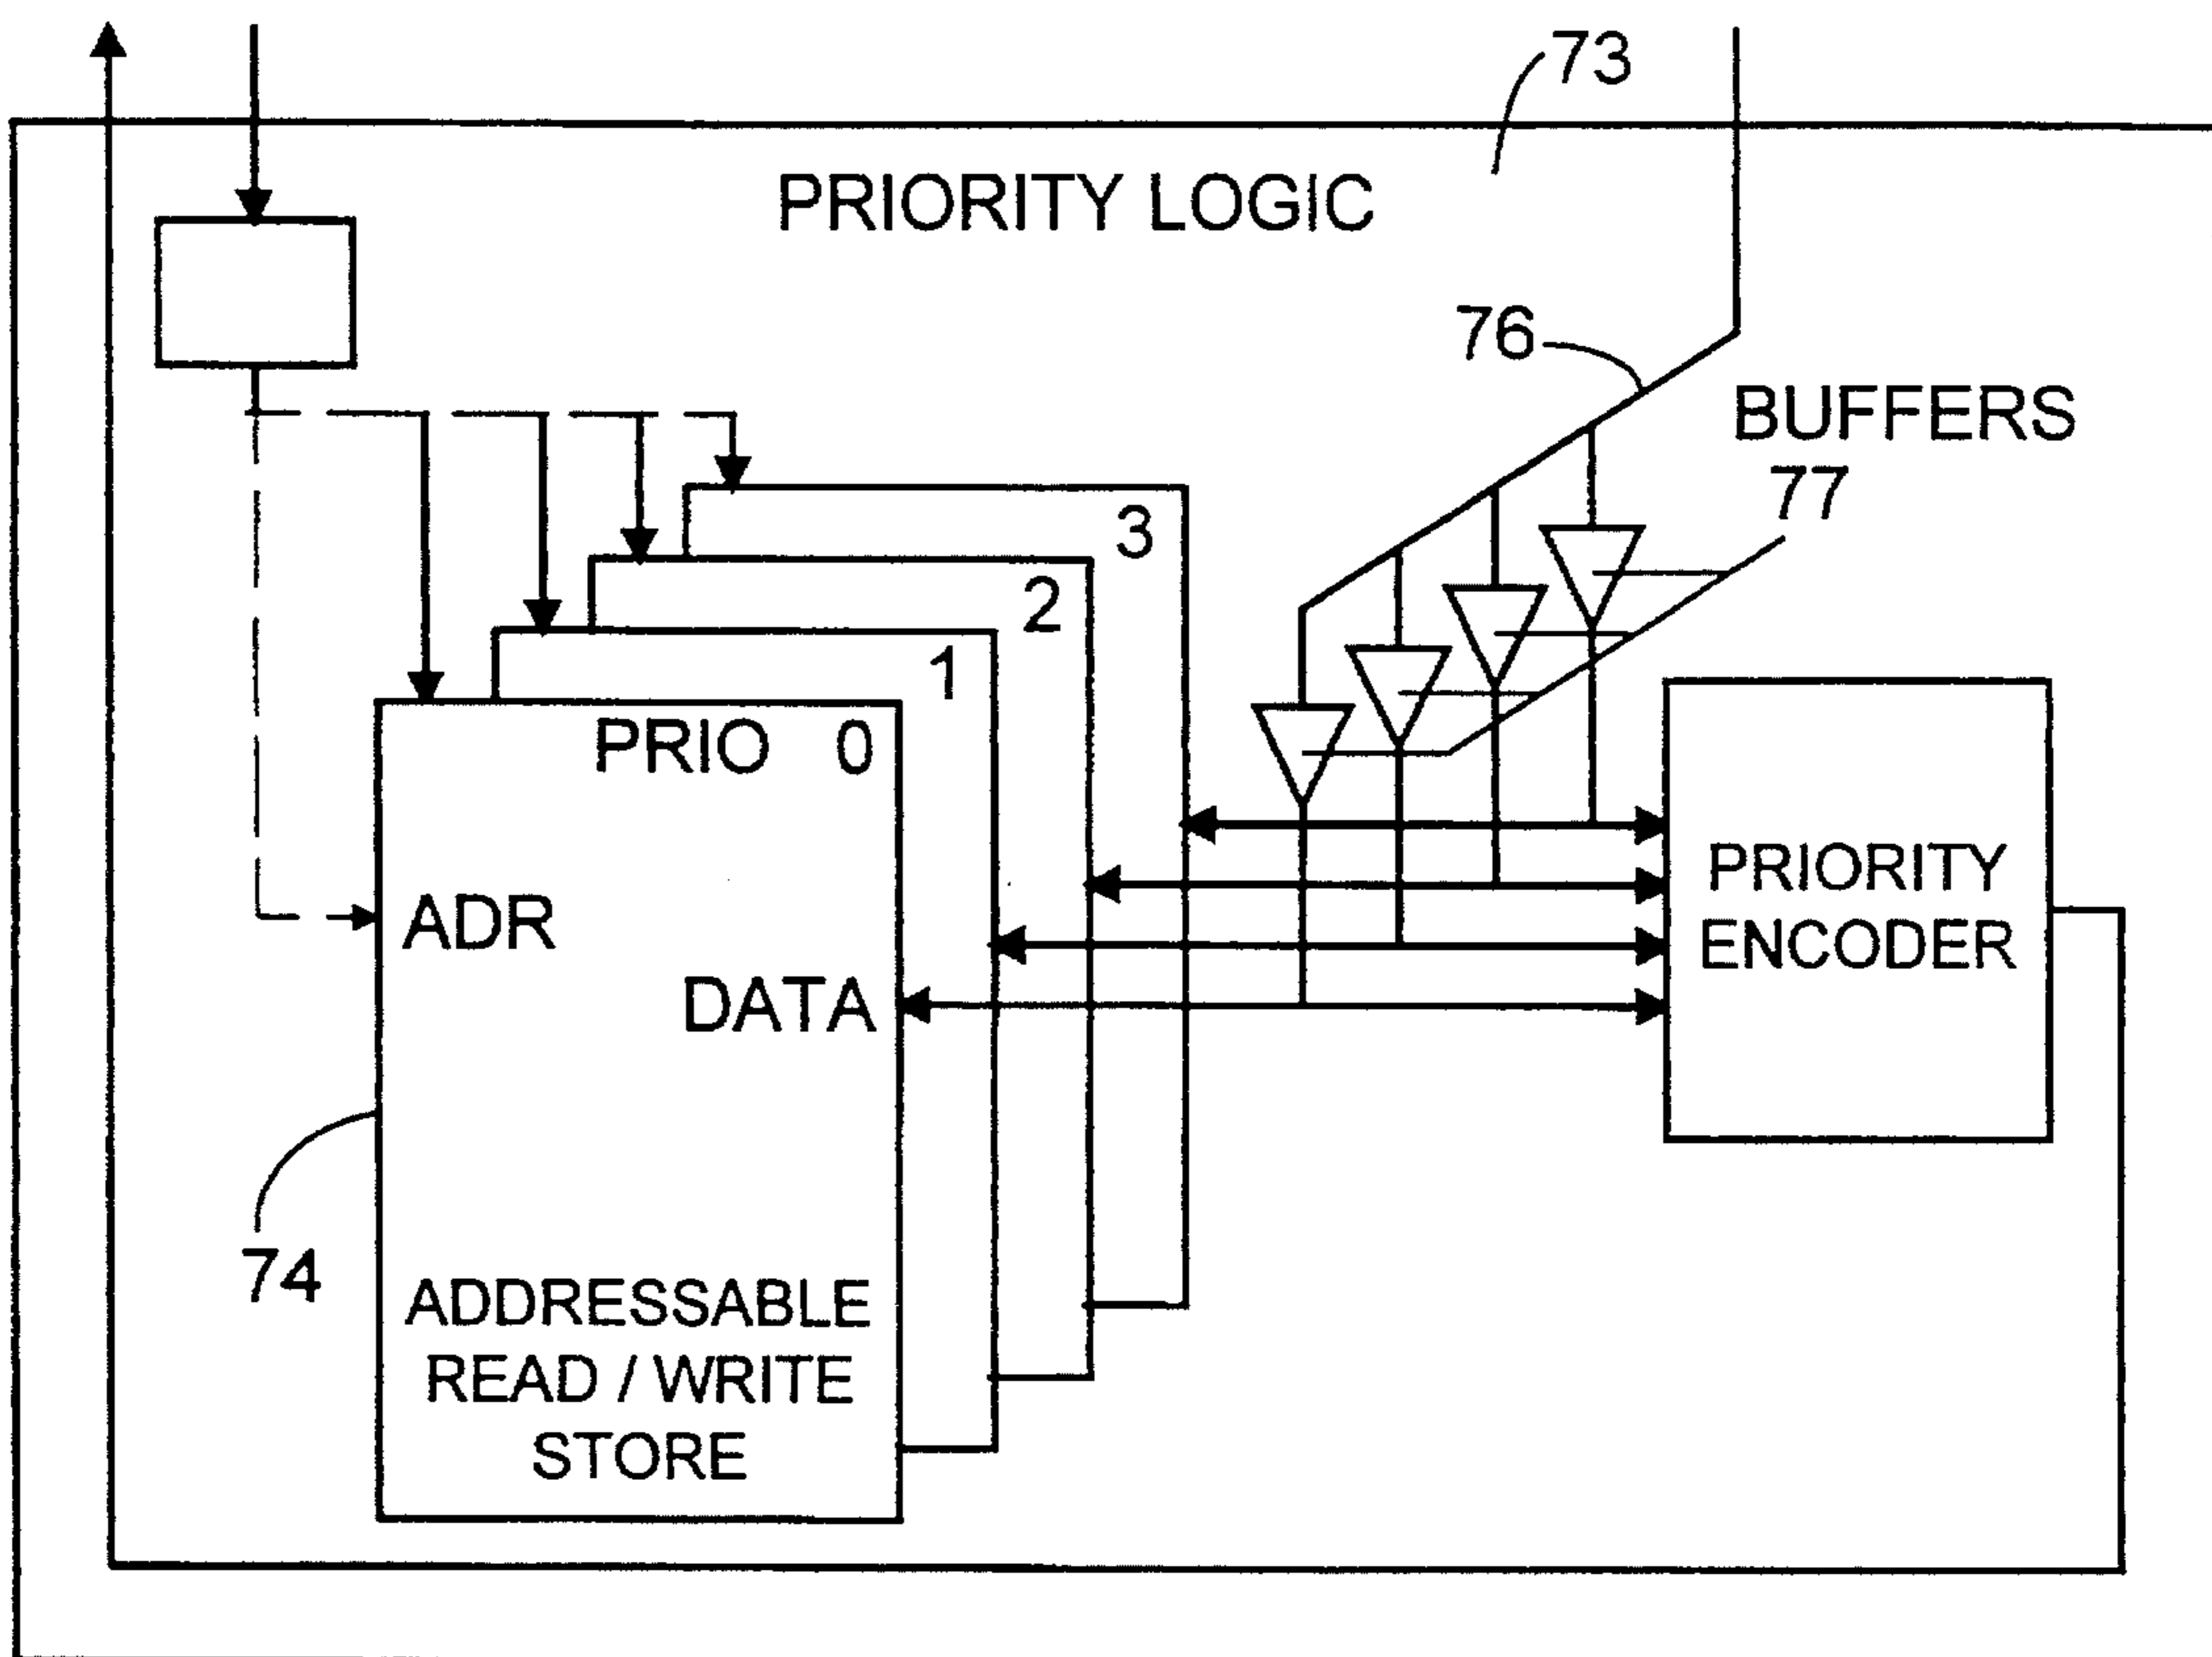 73
PRIORITY LOGIC
76
BUFFERS
77
3
2
1
PRIO 0
ADR
DATA
PRIORITY
ENCODER
74
ADDRESSABLE
READ / WRITE
STORE